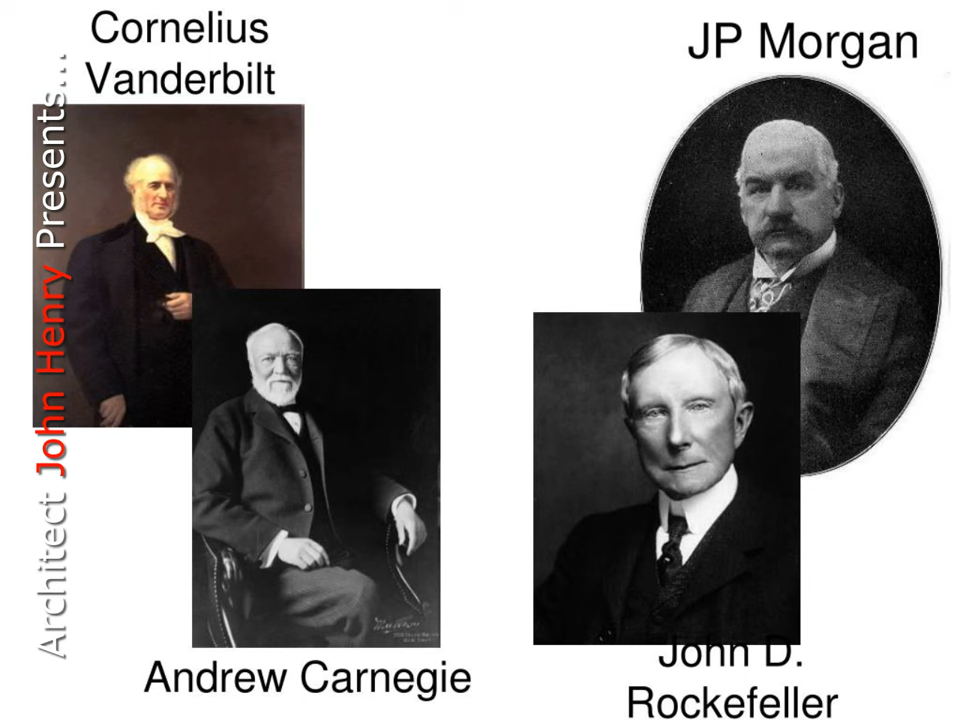 Cornelius
Vanderbilt
JP Morgan
Architect John Henry Presents....
Andrew Carnegie
John D.
Rockefeller